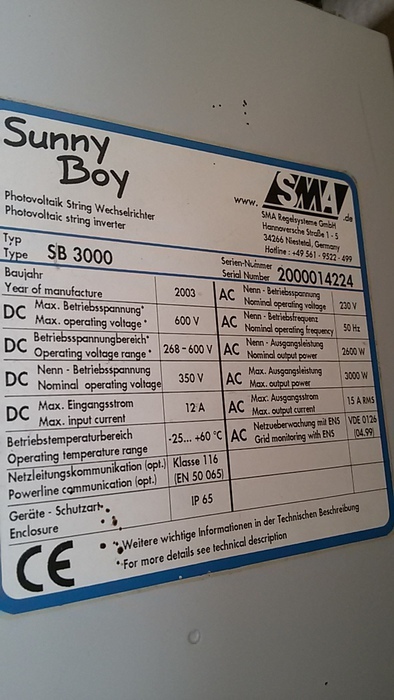 Sunny
Boy
Photovoltaik String Wechselrichter
Photovoltaic string inverter
www. SMA .de
SMA Regelsysteme GmbH
Hannoversche Straße 1 - 5
34266 Niestetal, Germany
Hotline : +49 561 - 9522 - 499
Typ
Type SB 3000
Serien-Nummer
Serial Number 2000014224
Baujahr
Year of manufacture 2003
DC Max. Betriebsspannung*
Max. operating voltage * 600 V
DC Betriebsspannungbereich*
Operating voltage range * 268 - 600 V
DC Nenn - Betriebsspannung
Nominal operating voltage 350 V
DC Max. Eingangsstrom
Max. input current 12 A
Betriebstemperaturbereich
Operating temperature range -25... +60 °C
Netzleitungskommunikation (opt.)
Powerline communication (opt.)
Klasse 116
(EN 50 065)
Geräte - Schutzart
Enclosure IP 65
AC Nenn - Betriebsspannung
Nominal operating voltage 230 V
AC Nenn - Betriebsfrequenz
Nominal operating frequency 50 Hz
AC Nenn - Ausgangsleistung
Nominal output power 2600 W
AC Max. Ausgangsleistung
Max. output power 3000 W
AC Max. Ausgangsstrom
Max. output current 15 A RMS
AC Netzueberwachung mit ENS
Grid monitoring with ENS
VDE 0126
(04.99)
CE
*Weitere wichtige Informationen in der Technischen Beschreibung
*For more details see technical description